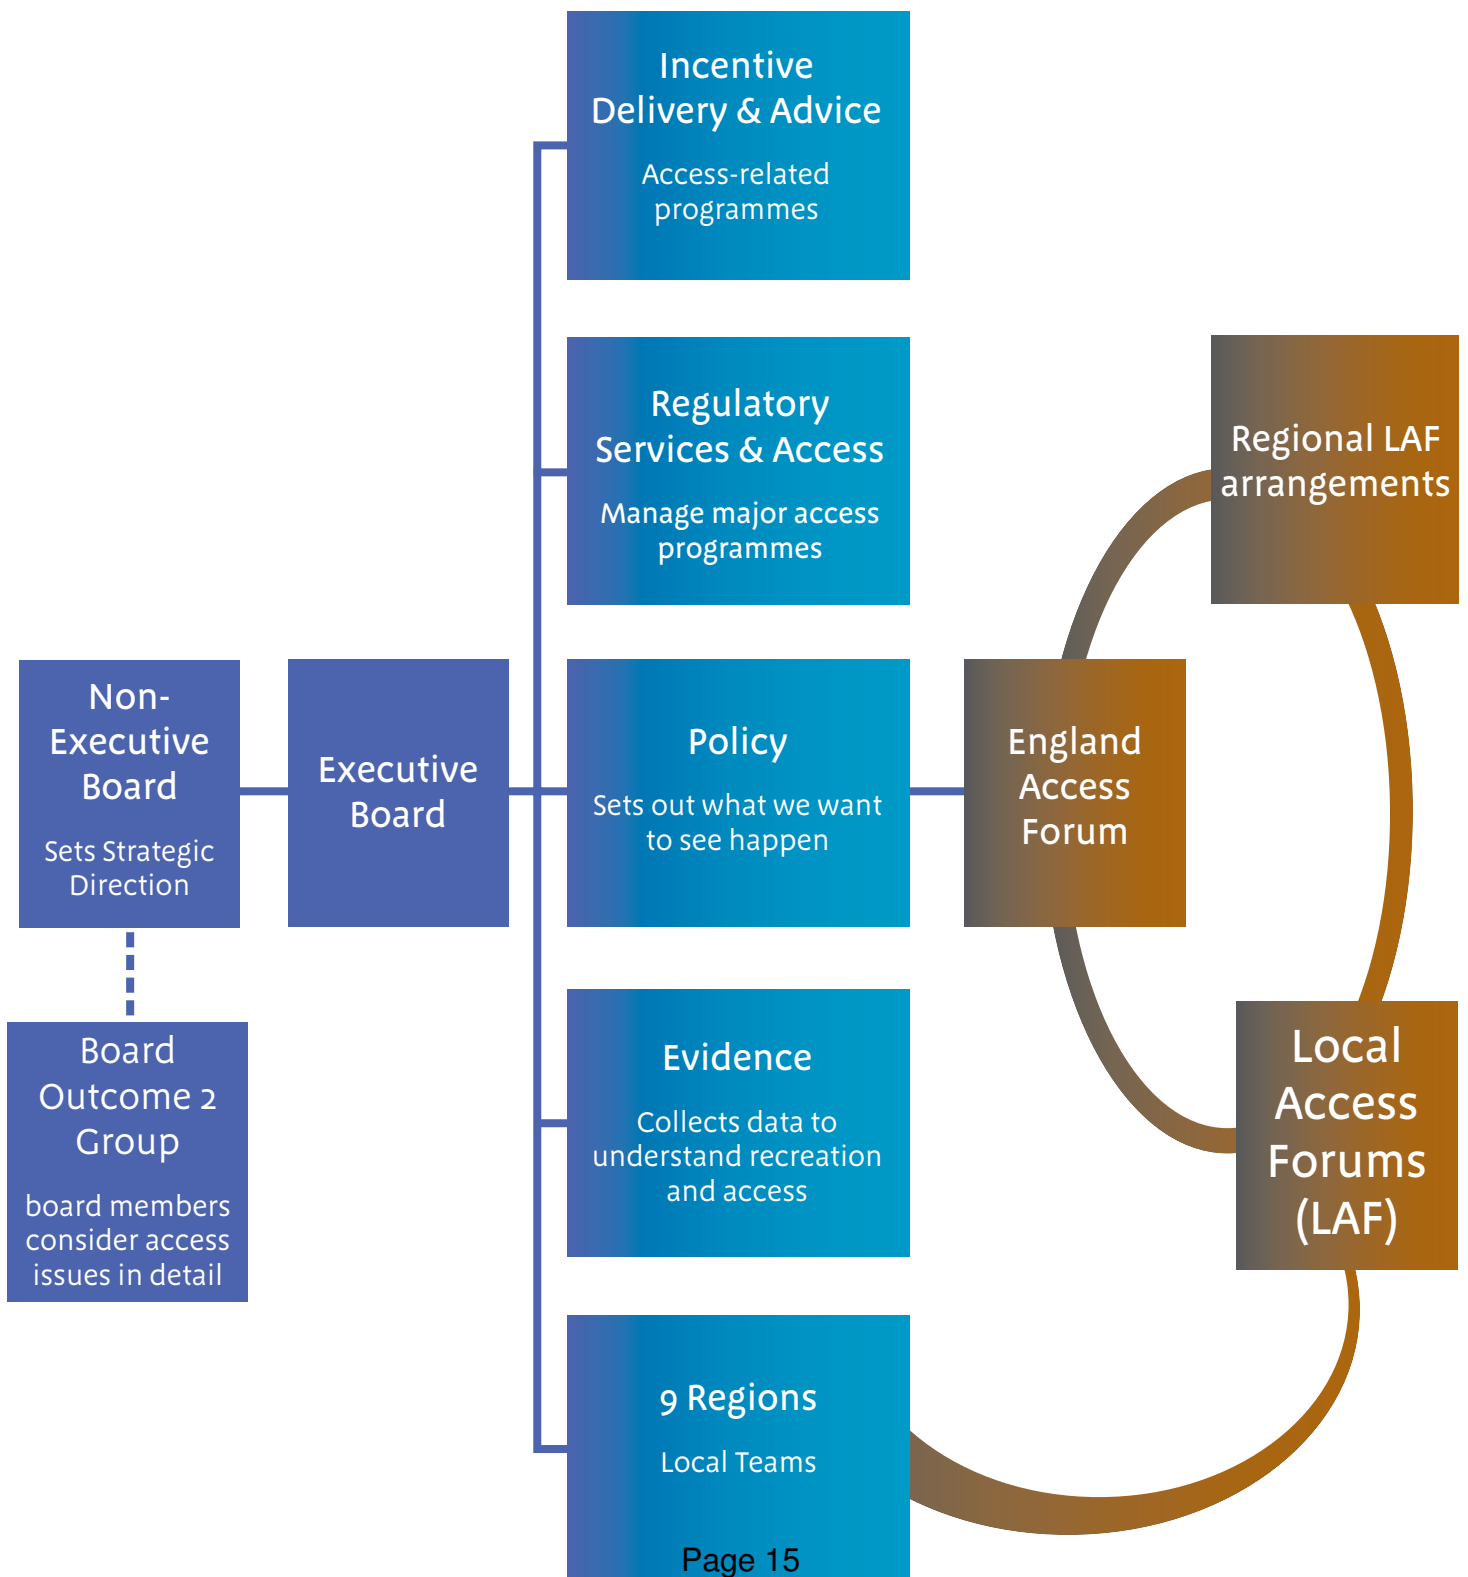 Incentive
Delivery & Advice
Access-related
programmes
Regulatory
Services & Access
Manage major access
programmes
Regional LAF
arrangements
Non-
Executive
Board
Sets Strategic
Direction
Executive
Board
Policy
Sets out what we want
to see happen
England
Access
Forum
Board
Outcome 2
Group
board members
consider access
issues in detail
Evidence
Collects data to
understand recreation
and access
Local
Access
Forums
(LAF)
9 Regions
Local Teams
Page 15